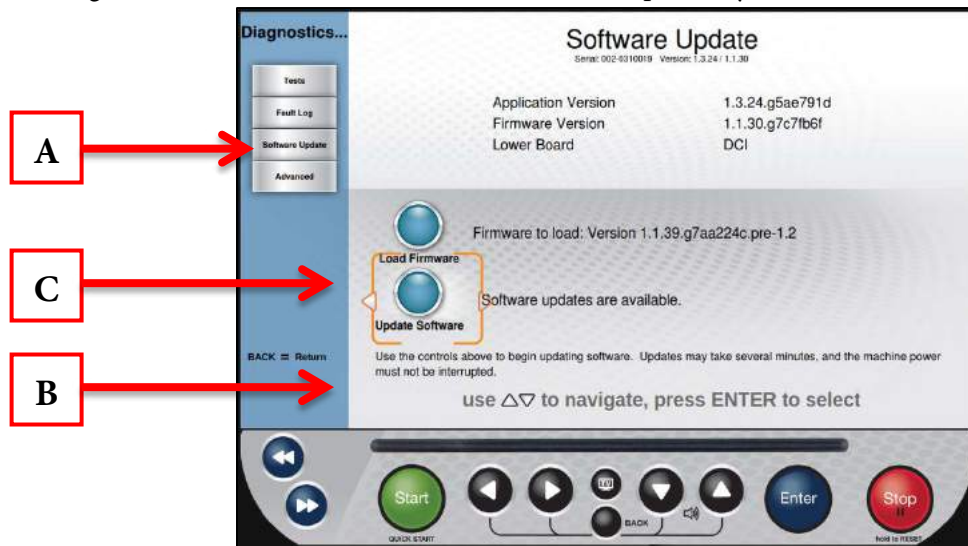 Diagnostics...
Software Update
Serial: 002-0310019 Version: 1.3.24 / 1.1.30
Tests
Fault Log
Software Update
Advanced
Application Version 1.3.24.g5ae791d
Firmware Version 1.1.30.g7c7fb6f
Lower Board DCI
A
Firmware to load: Version 1.1.39.g7aa224c.pre-1.2
Load Firmware
C
Software updates are available.
Update Software
BACK = Return
Use the controls above to begin updating software. Updates may take several minutes, and the machine power
must not be interrupted.
B
use △▽ to navigate, press ENTER to select
Start
QUICK START
TV
BACK
Enter
Stop
hold to RESET